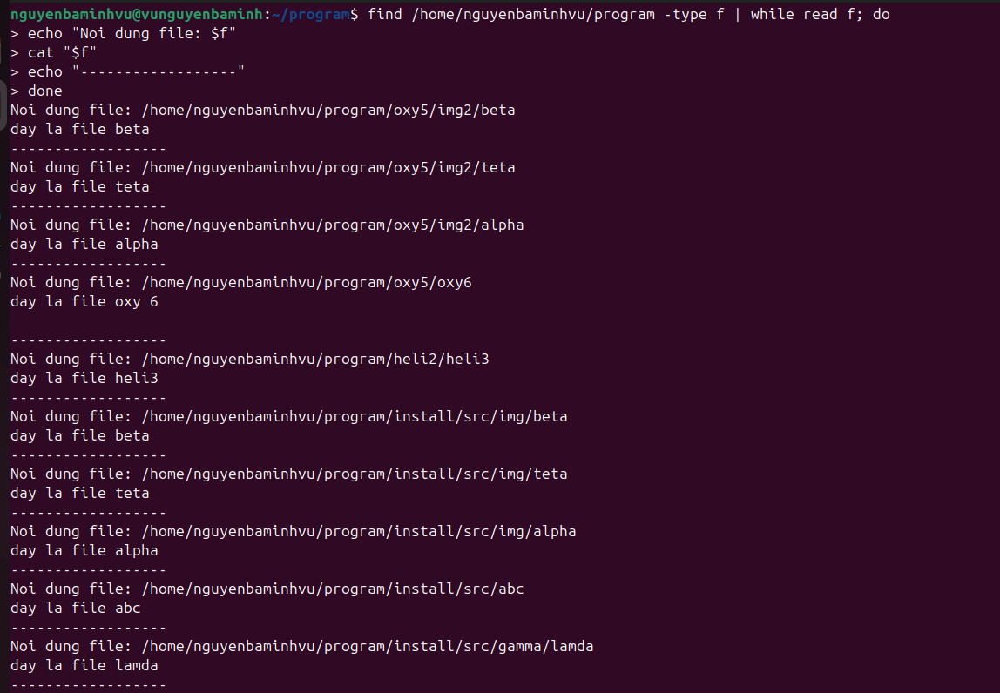 nguyenbaminhvu@vunguyenbaminh:~/program$ find /home/nguyenbaminhvu/program -type f | while read f; do
> echo "Noi dung file: $f"
> cat "$f"
> echo "------------------"
> done
Noi dung file: /home/nguyenbaminhvu/program/oxy5/img2/beta
day la file beta
------------------
Noi dung file: /home/nguyenbaminhvu/program/oxy5/img2/teta
day la file teta
------------------
Noi dung file: /home/nguyenbaminhvu/program/oxy5/img2/alpha
day la file alpha
------------------
Noi dung file: /home/nguyenbaminhvu/program/oxy5/oxy6
day la file oxy 6

------------------
Noi dung file: /home/nguyenbaminhvu/program/heli2/heli3
day la file heli3
------------------
Noi dung file: /home/nguyenbaminhvu/program/install/src/img/beta
day la file beta
------------------
Noi dung file: /home/nguyenbaminhvu/program/install/src/img/teta
day la file teta
------------------
Noi dung file: /home/nguyenbaminhvu/program/install/src/img/alpha
day la file alpha
------------------
Noi dung file: /home/nguyenbaminhvu/program/install/src/abc
day la file abc
------------------
Noi dung file: /home/nguyenbaminhvu/program/install/src/gamma/lamda
day la file lamda
------------------